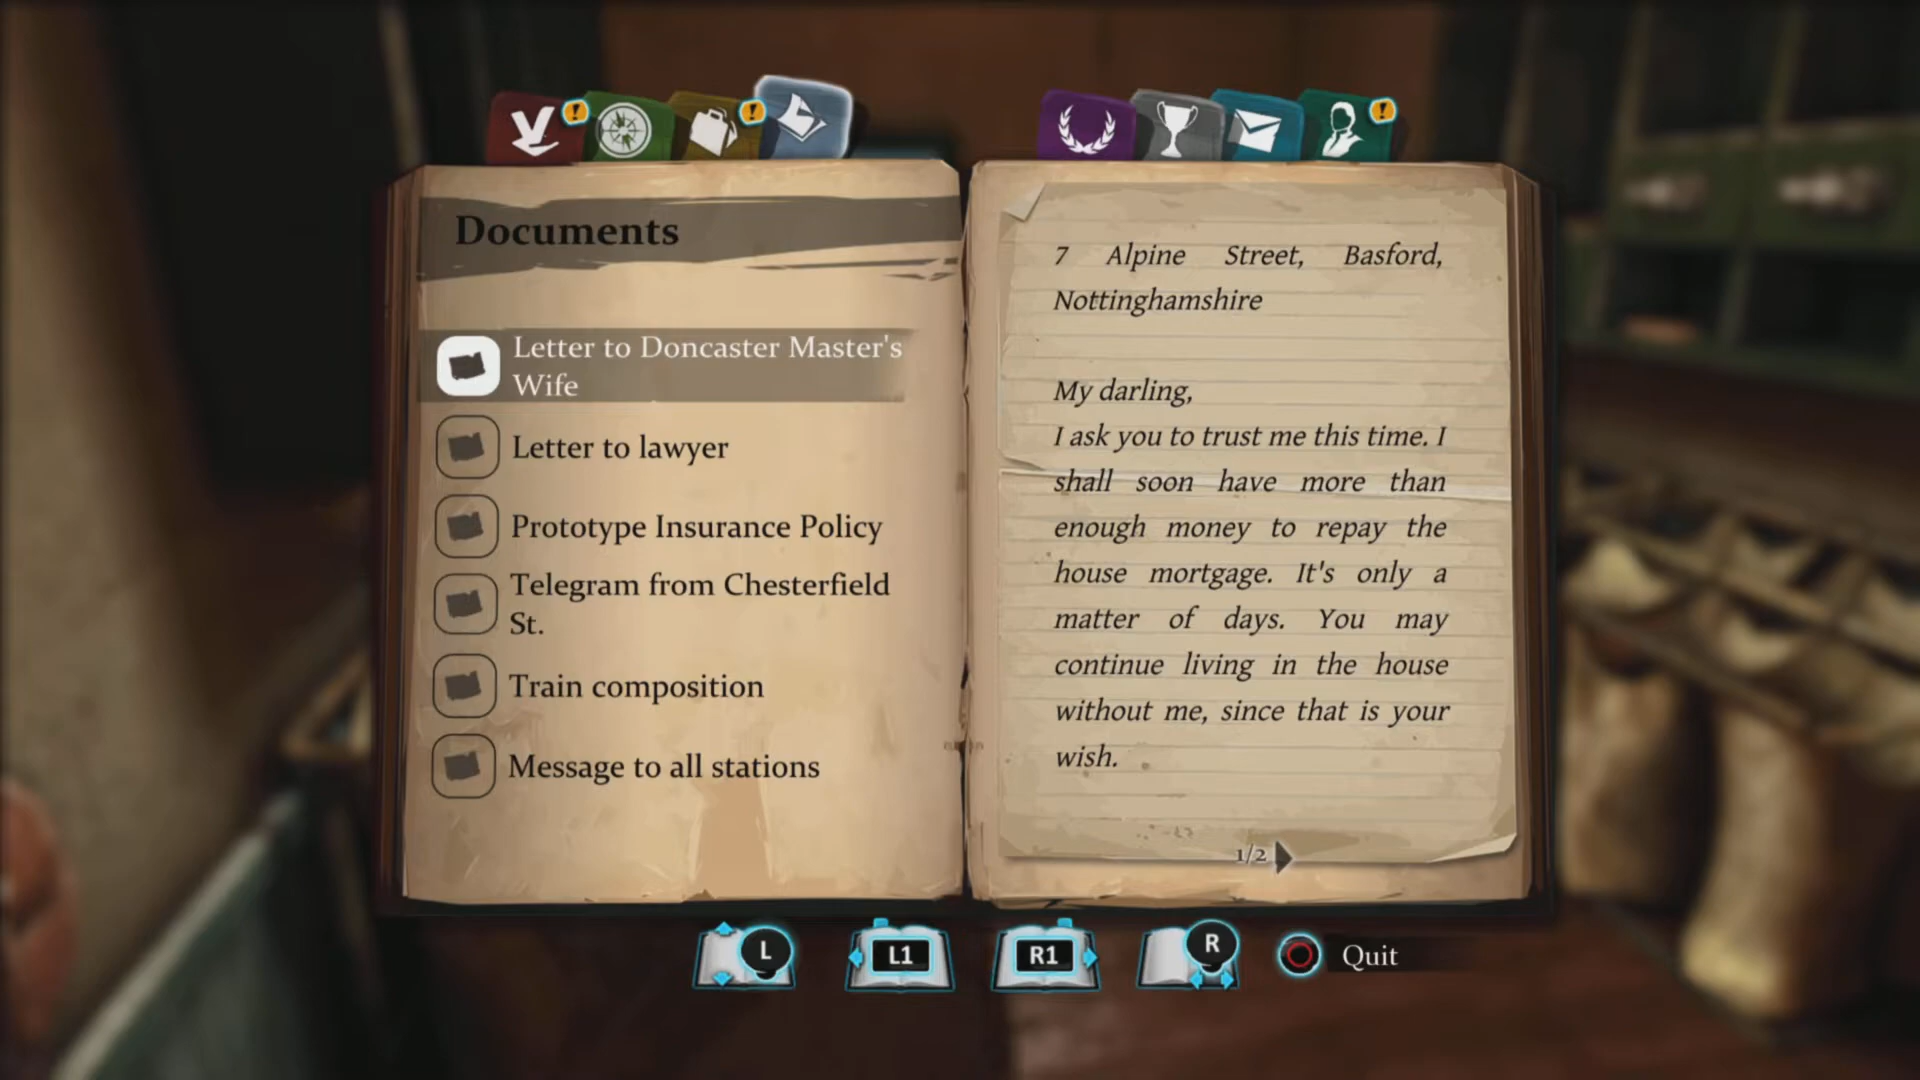 Documents
Letter to Doncaster Master's
Wife
Letter to lawyer
Prototype Insurance Policy
Telegram from Chesterfield
St.
Train composition
Message to all stations
7 Alpine Street, Basford,
Nottinghamshire
My darling,
I ask you to trust me this time. I
shall soon have more than
enough money to repay the
house mortgage. It's only a
matter of days. You may
continue living in the house
without me, since that is your
wish.
1/2
L
L1
R1
R
Quit